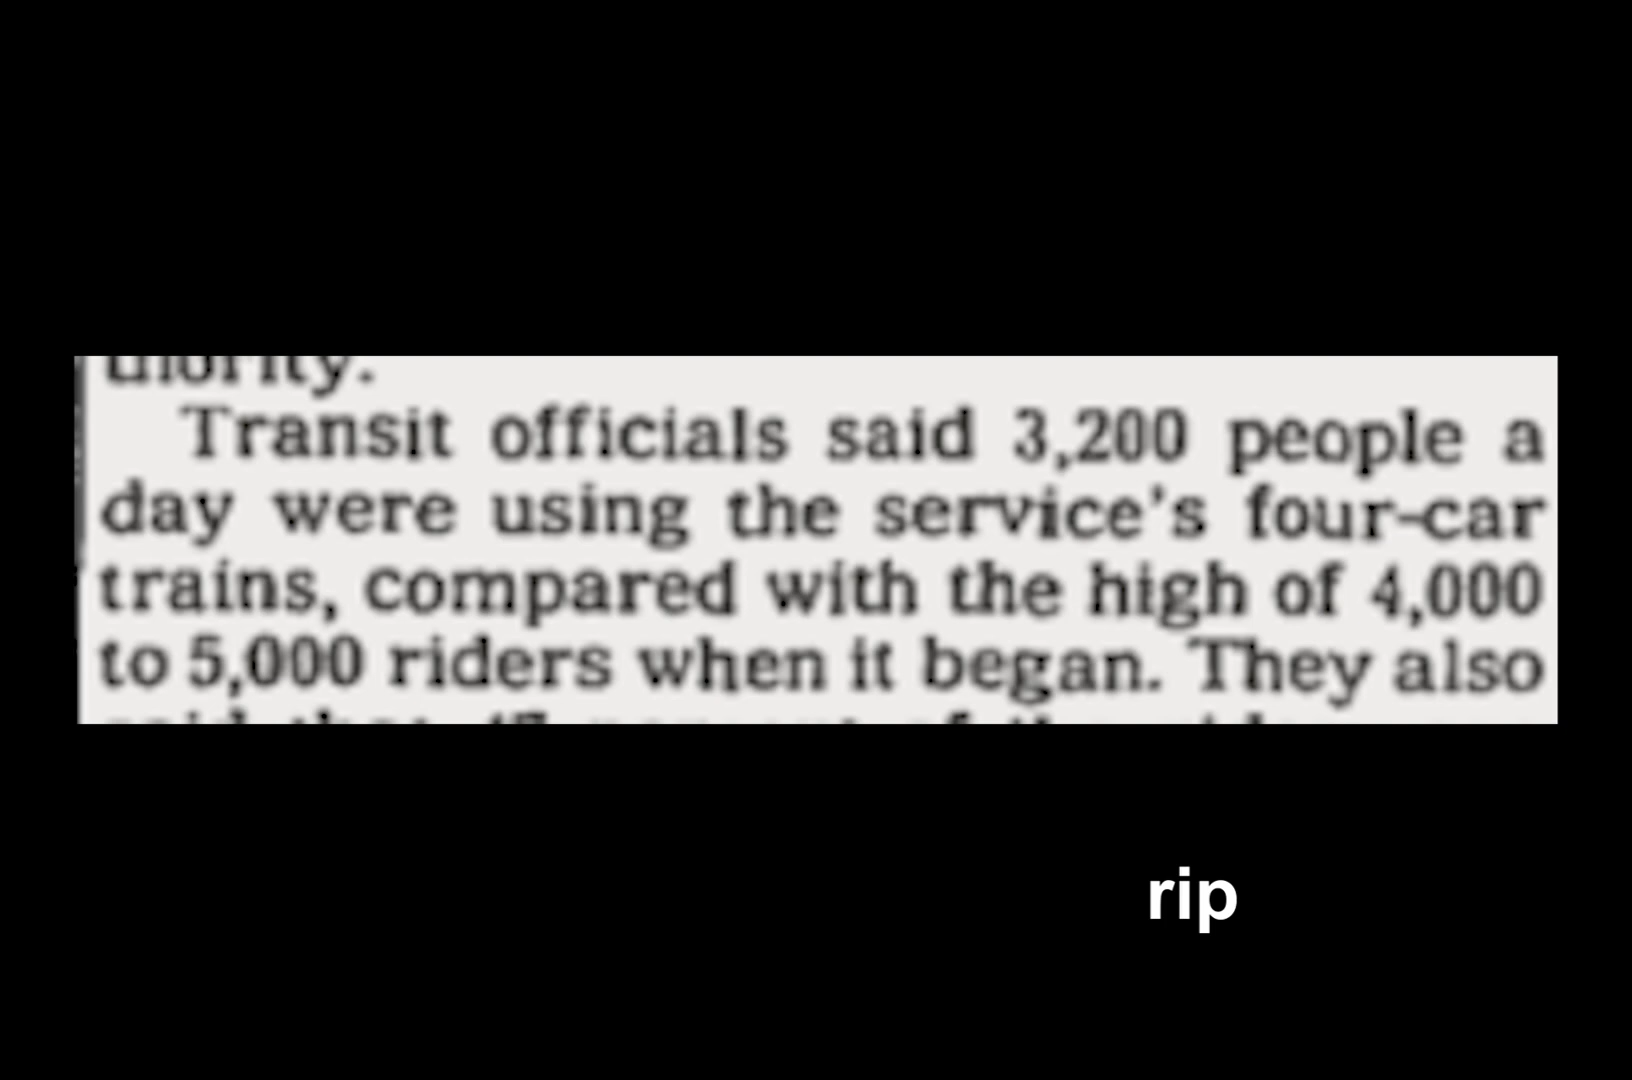 thority.
Transit officials said 3,200 people a
day were using the service's four-car
trains, compared with the high of 4,000
to 5,000 riders when it began. They also
rip